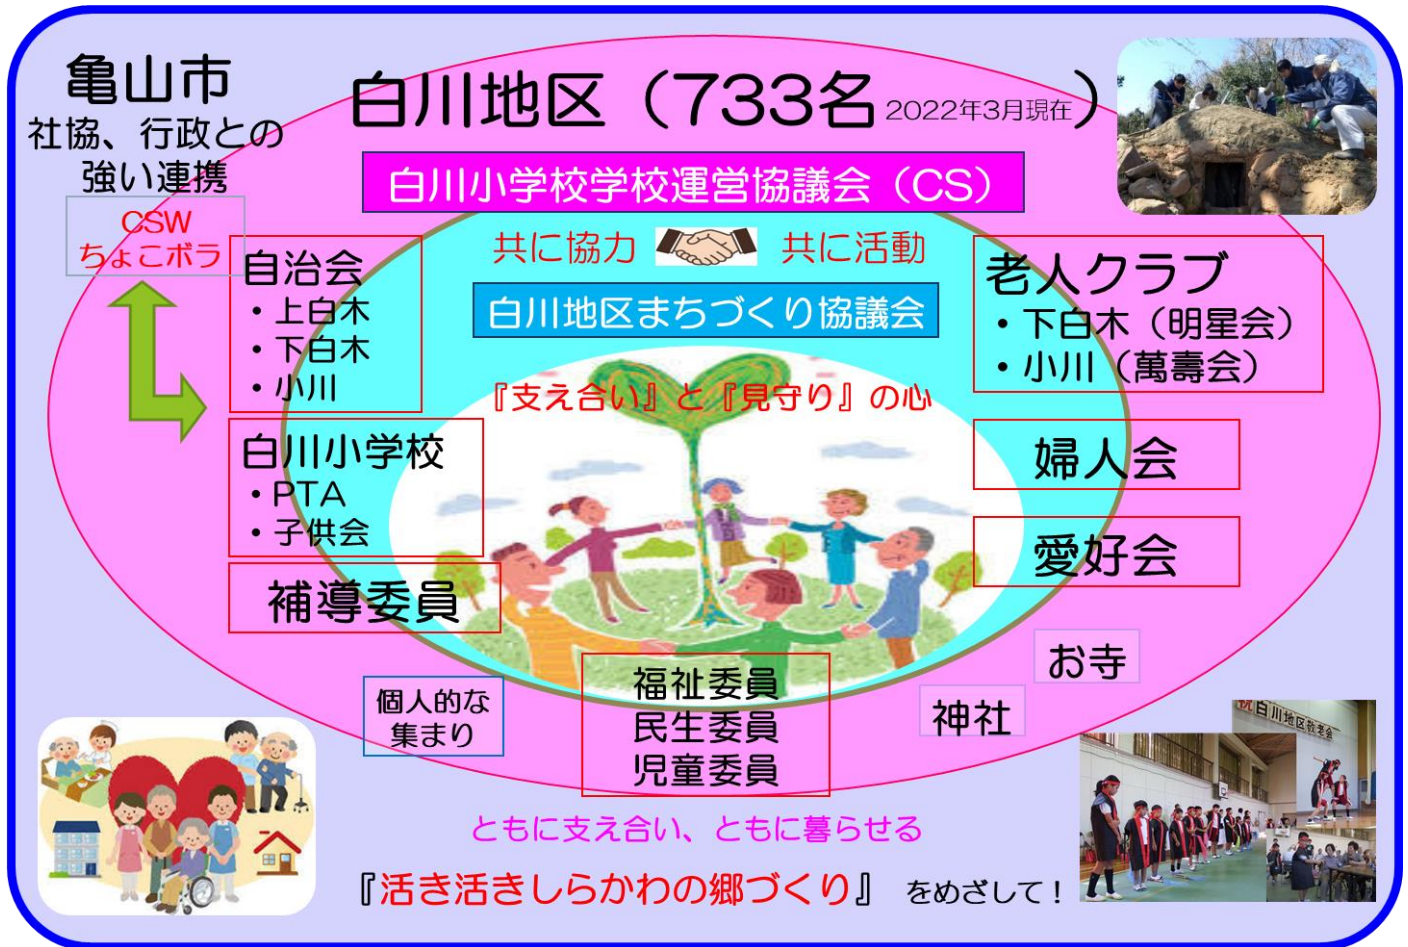 亀山市
社協、行政との
強い連携
CSW
ちょこボラ
白川地区（733名 2022年3月現在）
白川小学校学校運営協議会（CS）
共に協力 共に活動
白川地区まちづくり協議会
『支え合い』と『見守り』の心
自治会
・上白木
・下白木
・小川
白川小学校
・PTA
・子供会
補導委員
老人クラブ
・下白木（明星会）
・小川（萬壽会）
婦人会
愛好会
お寺
神社
個人的な
集まり
福祉委員
民生委員
児童委員
祝白川地区敬老会
ともに支え合い、ともに暮らせる
『活き活きしらかわの郷づくり』 をめざして！